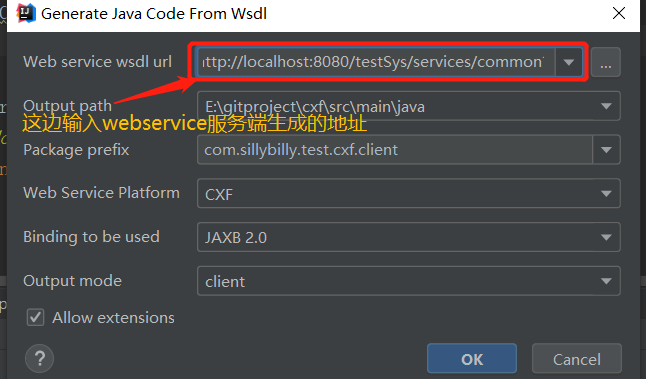 Generate Java Code From Wsdl
Web service wsdl url
ttp://localhost:8080/testSys/services/common
...
Output path
E:\gitproject\cxf\src\main\java
这边输入webservice服务端生成的地址
Package prefix
com.sillybilly.test.cxf.client
Web Service Platform
CXF
Binding to be used
JAXB 2.0
Output mode
client
Allow extensions
?
OK
Cancel